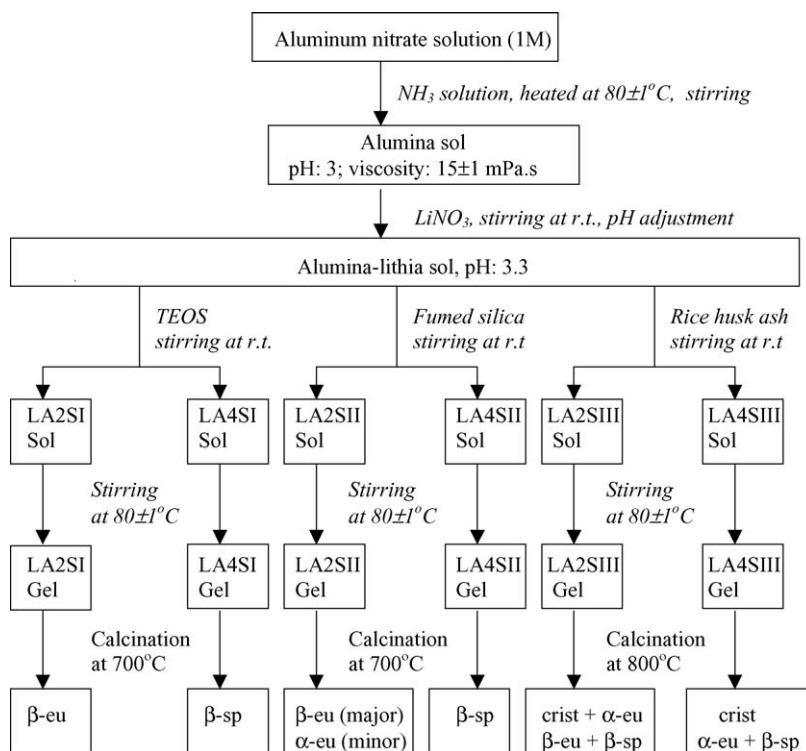 Aluminum nitrate solution (1M)
NH₃ solution, heated at 80±1°C, stirring
Alumina sol
pH: 3; viscosity: 15±1 mPa.s
LiNO₃, stirring at r.t., pH adjustment
Alumina-lithia sol, pH: 3.3
TEOS
stirring at r.t.
Fumed silica
stirring at r.t
Rice husk ash
stirring at r.t
LA2SI
Sol
LA4SI
Sol
LA2SII
Sol
LA4SII
Sol
LA2SIII
Sol
LA4SIII
Sol
Stirring
at 80±1°C
Stirring
at 80±1°C
Stirring
at 80±1°C
LA2SI
Gel
LA4SI
Gel
LA2SII
Gel
LA4SII
Gel
LA2SIII
Gel
LA4SIII
Gel
Calcination
at 700°C
Calcination
at 700°C
Calcination
at 800°C
β-eu
β-sp
β-eu (major)
α-eu (minor)
β-sp
crist + α-eu
β-eu + β-sp
crist
α-eu + β-sp